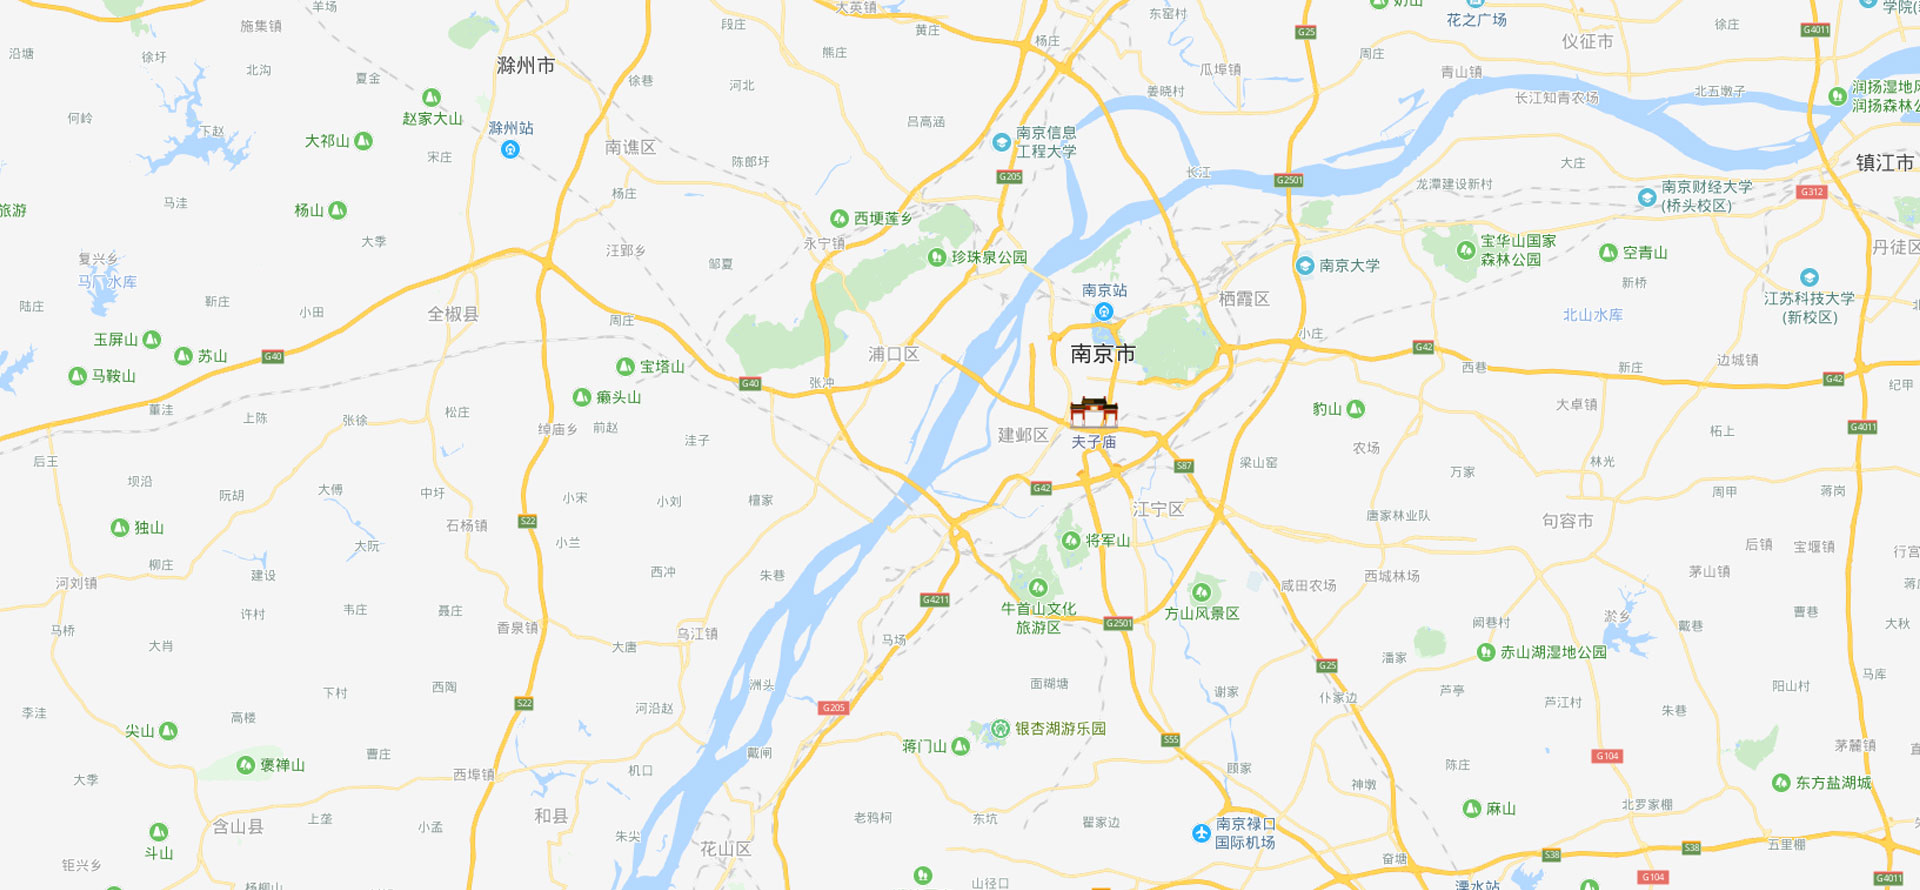 羊场
大英镇
奶山
花之广场
学院(
施集镇
段庄
黄庄
杨庄
东窑村
G25
仪征市
徐庄
G4011
沿塘
徐圩
北沟
夏金
滁州市
徐巷
熊庄
河北
瓜埠镇
周庄
青山镇
姜晓村
长江知青农场
北五墩子
润扬湿地风
润扬森林公
何岭
下赵
赵家大山
大祁山
宋庄
滁州站
南谯区
吕高涵
陈郎圩
南京信息
工程大学
G205
长江
G2501
大庄
龙潭建设新村
南京财经大学
(桥头校区)
G312
镇江市
旅游
马洼
杨山
杨庄
西埂莲乡
大季
汪郢乡
永宁镇
邹夏
珍珠泉公园
南京大学
宝华山国家
森林公园
空青山
丹徒区
复兴乡
马厂水库
陆庄
靳庄
小田
全椒县
周庄
南京站
栖霞区
新桥
北山水库
江苏科技大学
(新校区)
玉屏山
苏山
G40
马鞍山
宝塔山
癞头山
G40
张冲
浦口区
南京市
小庄
G42
西巷
新庄
边城镇
G42
纪甲
董洼
上陈
张徐
松庄
绰庙乡
前赵
洼子
建邺区
夫子庙
豹山
大卓镇
柘上
G4011
后王
坝沿
阮胡
大傅
中圩
小宋
小刘
檀家
G42
S87
梁山窑
农场
万家
林光
周甲
蒋岗
独山
石杨镇
S22
小兰
江宁区
唐家林业队
句容市
将军山
后镇
宝堰镇
行宫
大阮
柳庄
建设
河刘镇
许村
韦庄
聂庄
西冲
朱巷
G4211
牛首山文化
旅游区
G2501
方山风景区
咸田农场
西城林场
茅山镇
淤乡
曹巷
大秋
马桥
大肖
香泉镇
大唐
乌江镇
马场
阙巷村
戴巷
赤山湖湿地公园
下村
西陶
S22
洲头
面糊塘
谢家
G25
潘家
仆家边
芦亭
芦江村
阳山村
马库
李洼
高楼
尖山
河沿赵
G205
银杏湖游乐园
蒋门山
S55
朱巷
茅麓镇
曹庄
褒禅山
大季
西埠镇
机口
戴闸
顾家
神墩
陈庄
G104
东方盐湖城
含山县
上垄
小孟
和县
朱尖
花山区
老鸦柯
东坑
瞿家边
南京禄口
国际机场
麻山
北罗家棚
斗山
钜兴乡
杨柳山
山径口
奋塘
S38
S38
五里棚
溧水站
G104
G4011